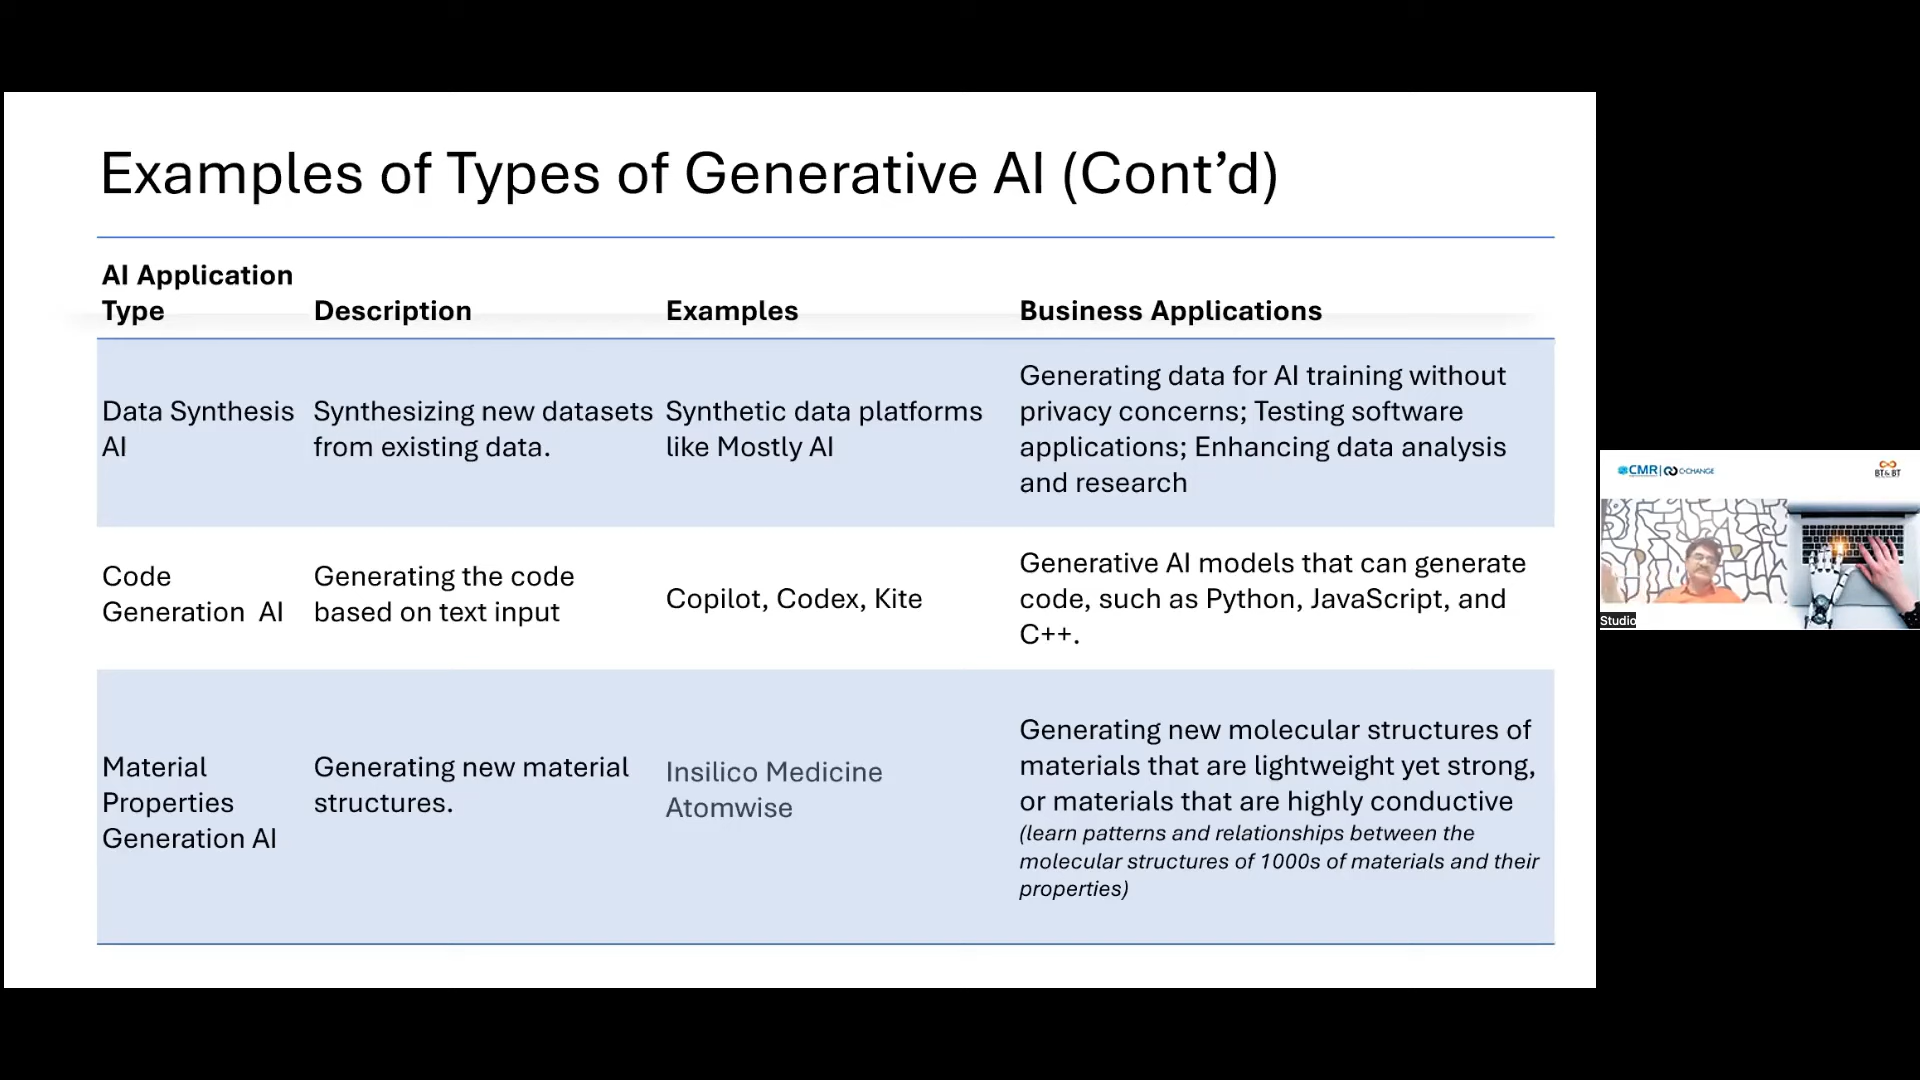 Examples of Types of Generative AI (Cont’d)
AI Application
Type
Description
Examples
Business Applications
Data Synthesis
AI
Synthesizing new datasets
from existing data.
Synthetic data platforms
like Mostly AI
Generating data for AI training without
privacy concerns; Testing software
applications; Enhancing data analysis
and research
Code
Generation  AI
Generating the code
based on text input
Copilot, Codex, Kite
Generative AI models that can generate
code, such as Python, JavaScript, and
C++.
Material
Properties
Generation AI
Generating new material
structures.
Insilico Medicine
Atomwise
Generating new molecular structures of
materials that are lightweight yet strong,
or materials that are highly conductive
(learn patterns and relationships between the
molecular structures of 1000s of materials and their
properties)
CMR | C-CHANGE
BT& BT
Studio